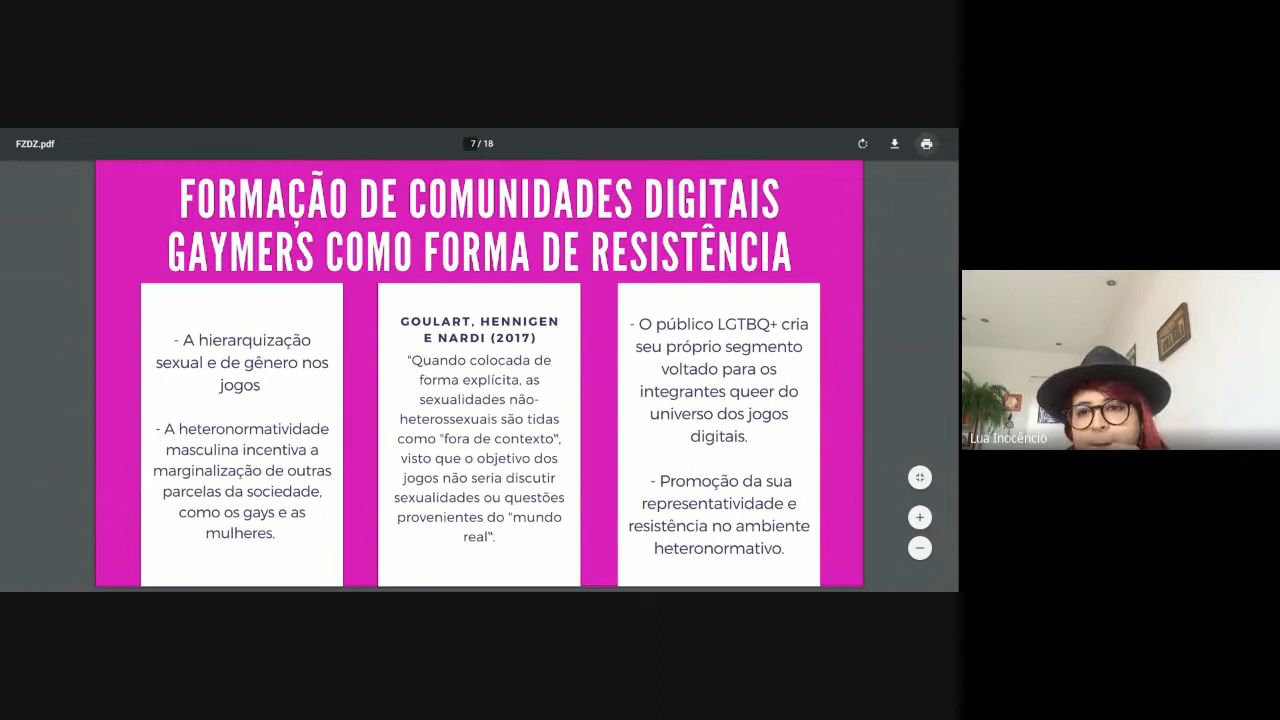 FZDZ.pdf
7 / 18
FORMAÇÃO DE COMUNIDADES DIGITAIS
GAYMERS COMO FORMA DE RESISTÊNCIA
- A hierarquização
sexual e de gênero nos
jogos
- A heteronormatividade
masculina incentiva a
marginalização de outras
parcelas da sociedade,
como os gays e as
mulheres.
GOULART, HENNIGEN
E NARDI (2017)
"Quando colocada de
forma explícita, as
sexualidades não-
heterossexuais são tidas
como "fora de contexto",
visto que o objetivo dos
jogos não seria discutir
sexualidades ou questões
provenientes do "mundo
real".
- O público LGTBQ+ cria
seu próprio segmento
voltado para os
integrantes queer do
universo dos jogos
digitais.
- Promoção da sua
representatividade e
resistência no ambiente
heteronormativo.
Lua Inocêncio